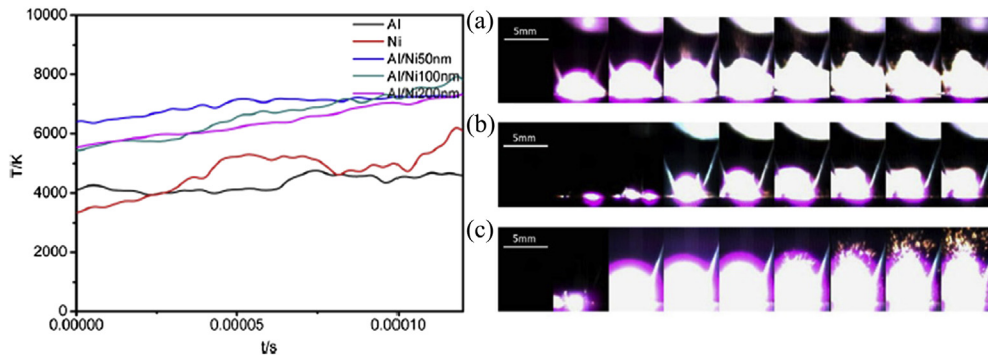 10000
8000
6000
4000
2000
0
T/K
0.00000
0.00005
0.00010
t/s
Al
Ni
Al/Ni50nm
Al/Ni100nm
Al/Ni200nm
(a)
5mm
(b)
5mm
(c)
5mm